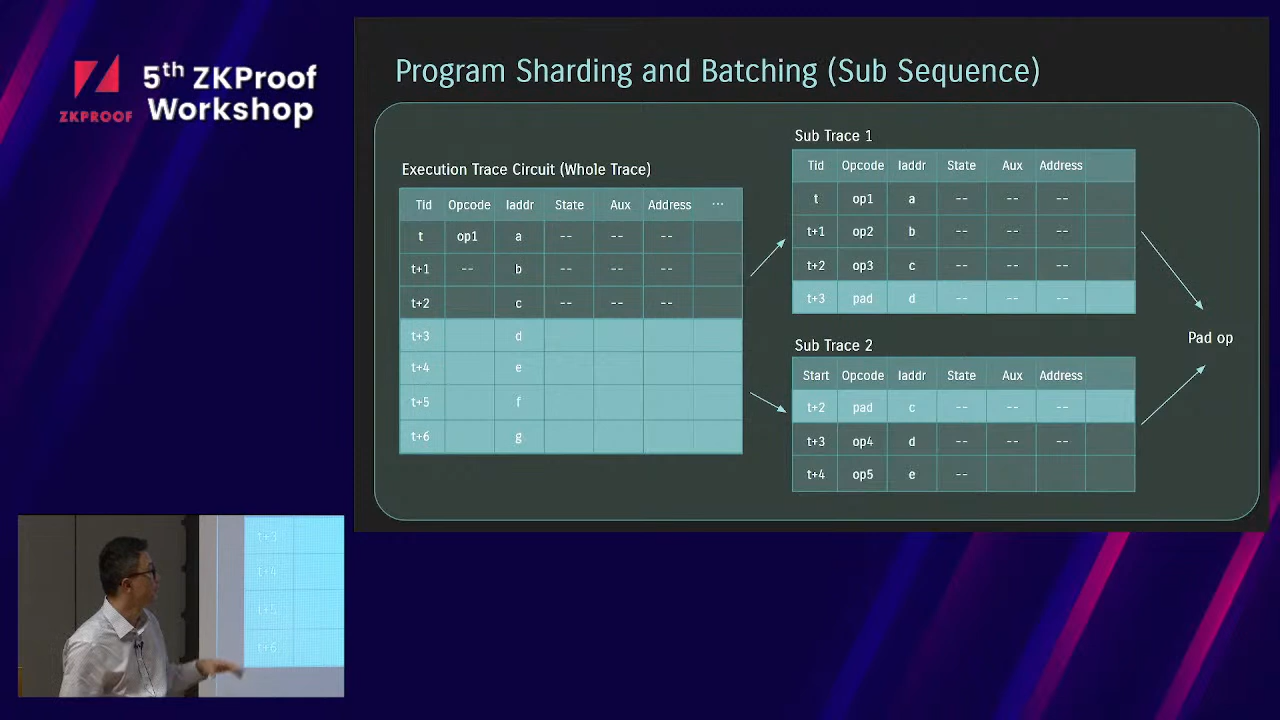 5th ZKProof
Workshop
ZKPROOF
Program Sharding and Batching (Sub Sequence)
Execution Trace Circuit (Whole Trace)
Tid Opcode Iaddr State Aux Address ...
t op1 a -- -- --
t+1 -- b -- -- --
t+2 c -- -- --
t+3 d
t+4 e
t+5 f
t+6 g
Sub Trace 1
Tid Opcode Iaddr State Aux Address
t op1 a -- -- --
t+1 op2 b -- -- --
t+2 op3 c -- -- --
t+3 pad d -- -- --
Sub Trace 2
Start Opcode Iaddr State Aux Address
t+2 pad c -- -- --
t+3 op4 d -- -- --
t+4 op5 e --
Pad op
t+3
t+4
t+5
t+6